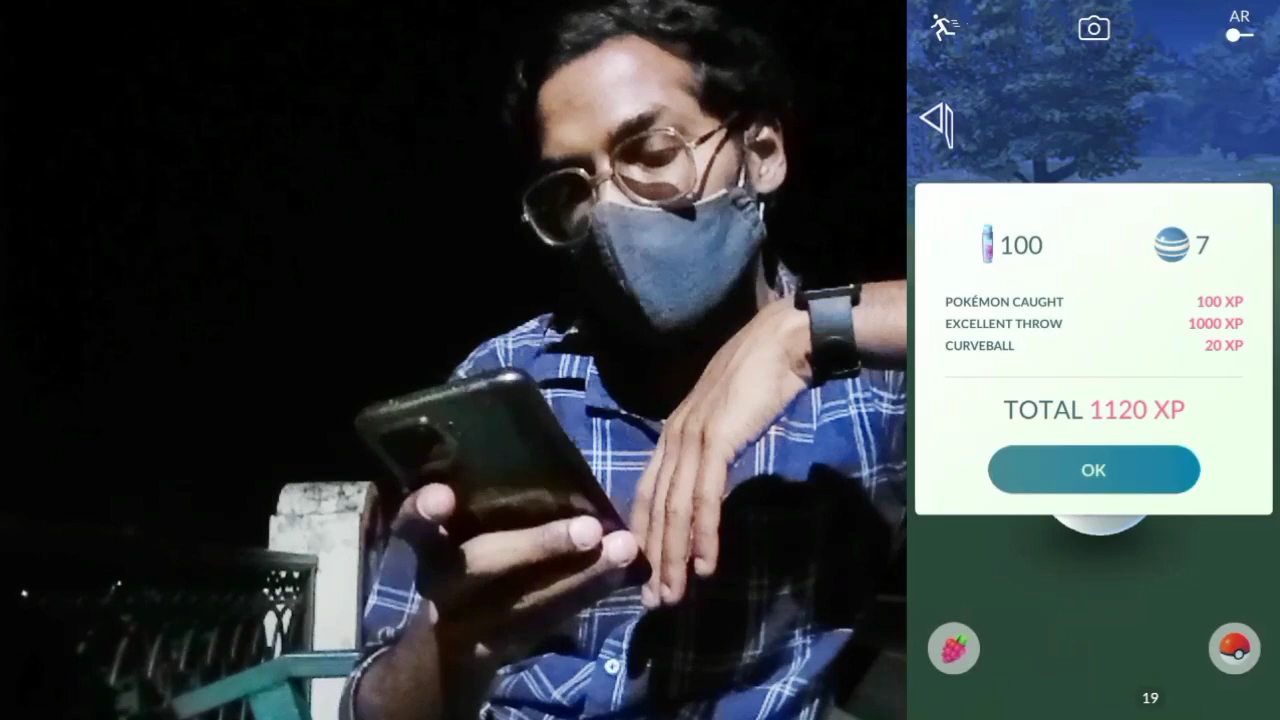 AR
100
7
POKÉMON CAUGHT 100 XP
EXCELLENT THROW 1000 XP
CURVEBALL 20 XP
TOTAL 1120 XP
OK
19